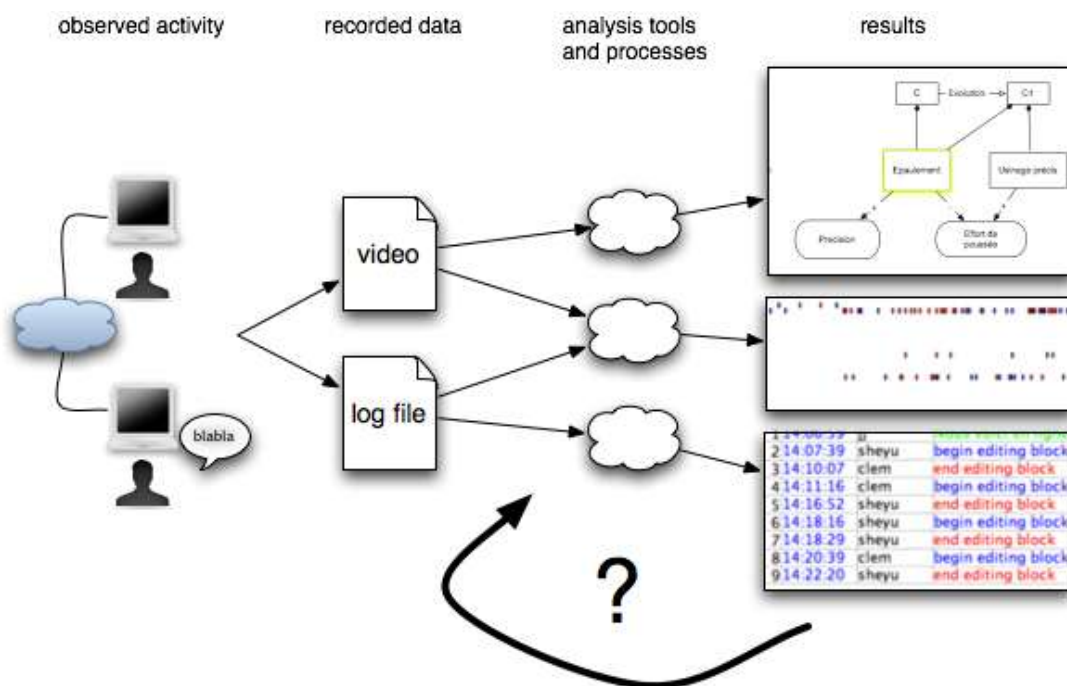 observed activity
recorded data
analysis tools
and processes
results
C
Evolution
C1
Epaulement
Usinage précis
Precision
Effort de
poussée
video
log file
blabla
?
2 14:07:39 sheyu begin editing block
3 14:10:07 clem end editing block
4 14:11:16 clem begin editing block
5 14:16:52 sheyu end editing block
6 14:18:16 sheyu begin editing block
7 14:18:29 sheyu end editing block
8 14:20:39 clem begin editing block
9 14:22:20 sheyu end editing block